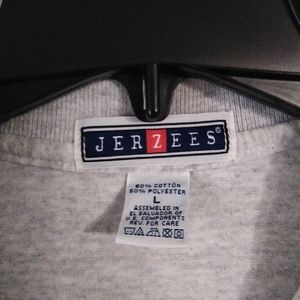 JERZEES
50% COTTON
50% POLYESTER
L
ASSEMBLED IN
EL SALVADOR OF
U.S. COMPONENTS
REV. FOR CARE